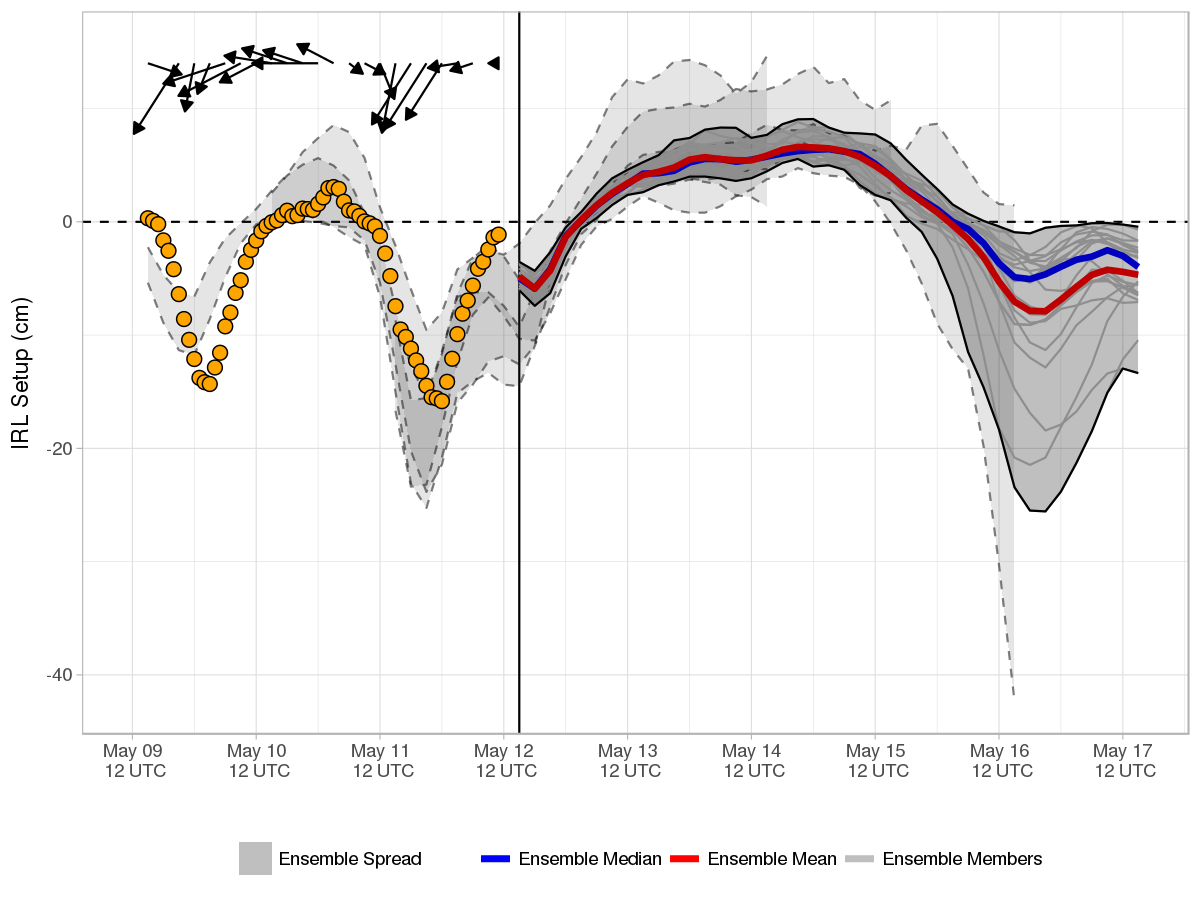 IRL Setup (cm)
0
-20
-40
May 09 12 UTC
May 10 12 UTC
May 11 12 UTC
May 12 12 UTC
May 13 12 UTC
May 14 12 UTC
May 15 12 UTC
May 16 12 UTC
May 17 12 UTC
Ensemble Spread
Ensemble Median
Ensemble Mean
Ensemble Members